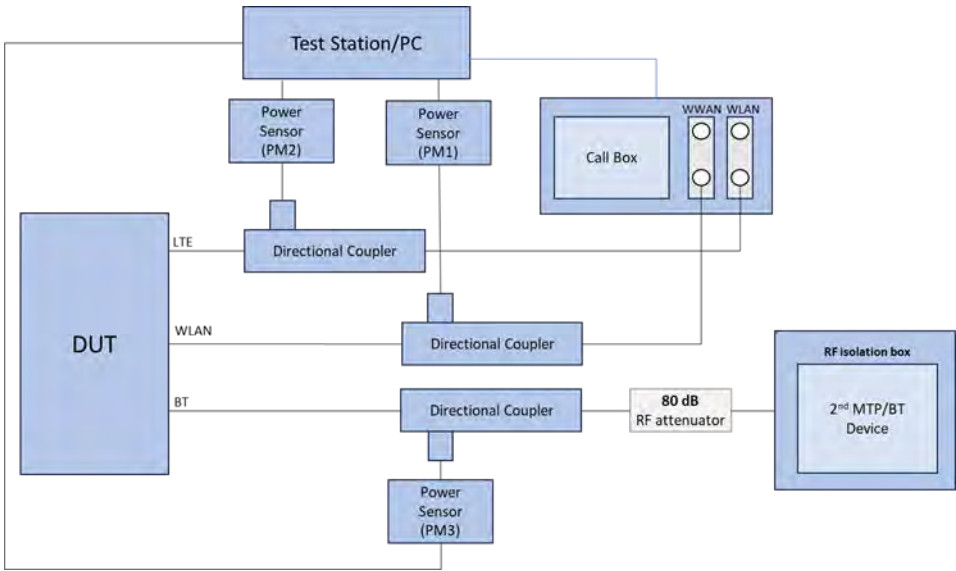 Test Station/PC
Power
Sensor
(PM2)
Power
Sensor
(PM1)
WWAN WLAN
Call Box
LTE
Directional Coupler
WLAN
Directional Coupler
DUT
RF isolation box
BT
Directional Coupler
80 dB
RF attenuator
2nd MTP/BT
Device
Power
Sensor
(PM3)